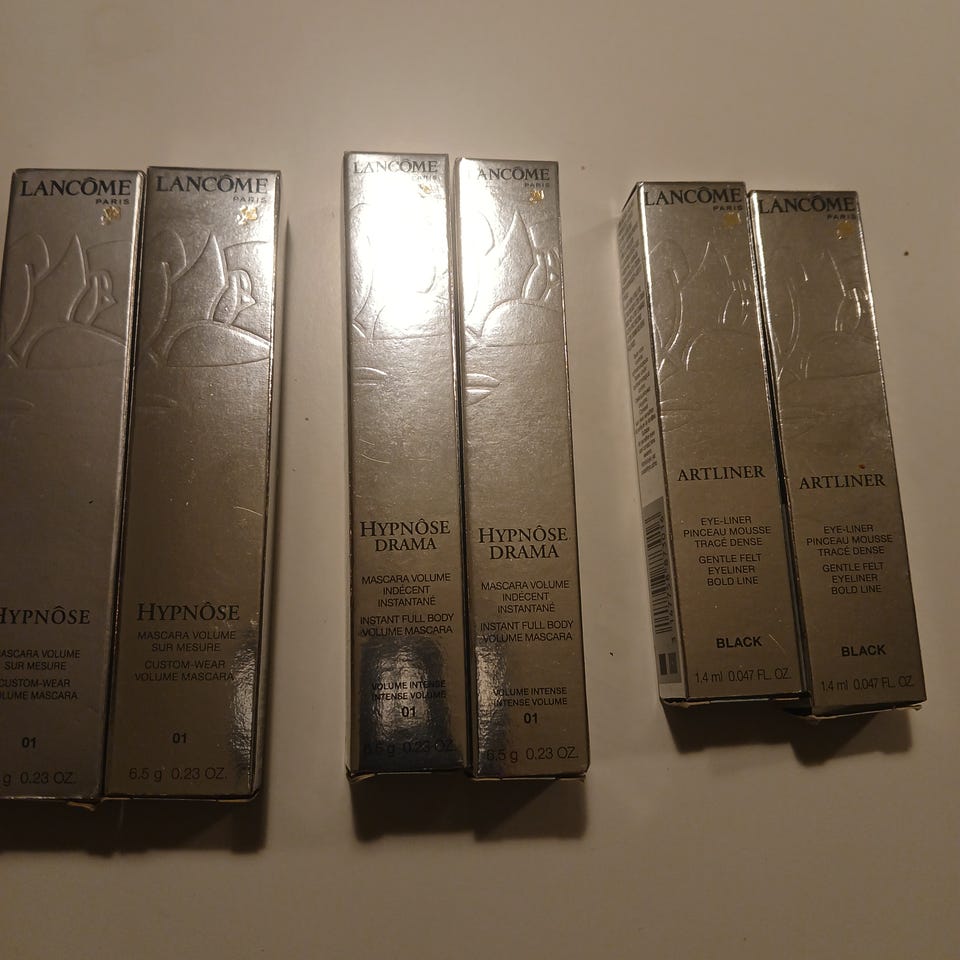 LANCÔME
PARIS
HYPNÔSE
MASCARA VOLUME
SUR MESURE
CUSTOM-WEAR
VOLUME MASCARA
01
g 0.23 OZ.
LANCÔME
PARIS
HYPNÔSE
MASCARA VOLUME
SUR MESURE
CUSTOM-WEAR
VOLUME MASCARA
01
6.5 g 0.23 OZ.
LANCÔME
PARIS
HYPNÔSE
DRAMA
MASCARA VOLUME
INDÉCENT
INSTANTANÉ
INSTANT FULL BODY
VOLUME MASCARA
VOLUME INTENSE
INTENSE VOLUME
01
6.5 g 0.23 OZ.
LANCÔME
PARIS
HYPNÔSE
DRAMA
MASCARA VOLUME
INDÉCENT
INSTANTANÉ
INSTANT FULL BODY
VOLUME MASCARA
VOLUME INTENSE
INTENSE VOLUME
01
6.5 g 0.23 OZ.
LANCÔME
PARIS
ARTLINER
EYE-LINER
PINCEAU MOUSSE
TRACÉ DENSE
GENTLE FELT
EYELINER
BOLD LINE
BLACK
1.4 ml 0.047 FL. OZ.
LANCÔME
PARIS
ARTLINER
EYE-LINER
PINCEAU MOUSSE
TRACÉ DENSE
GENTLE FELT
EYELINER
BOLD LINE
BLACK
1.4 ml 0.047 FL. OZ.